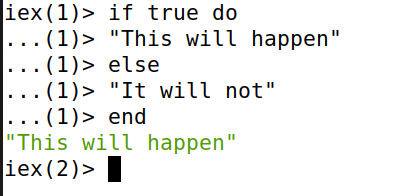 iex(1)> if true do
...(1)> "This will happen"
...(1)> else
...(1)> "It will not"
...(1)> end
"This will happen"
iex(2)>